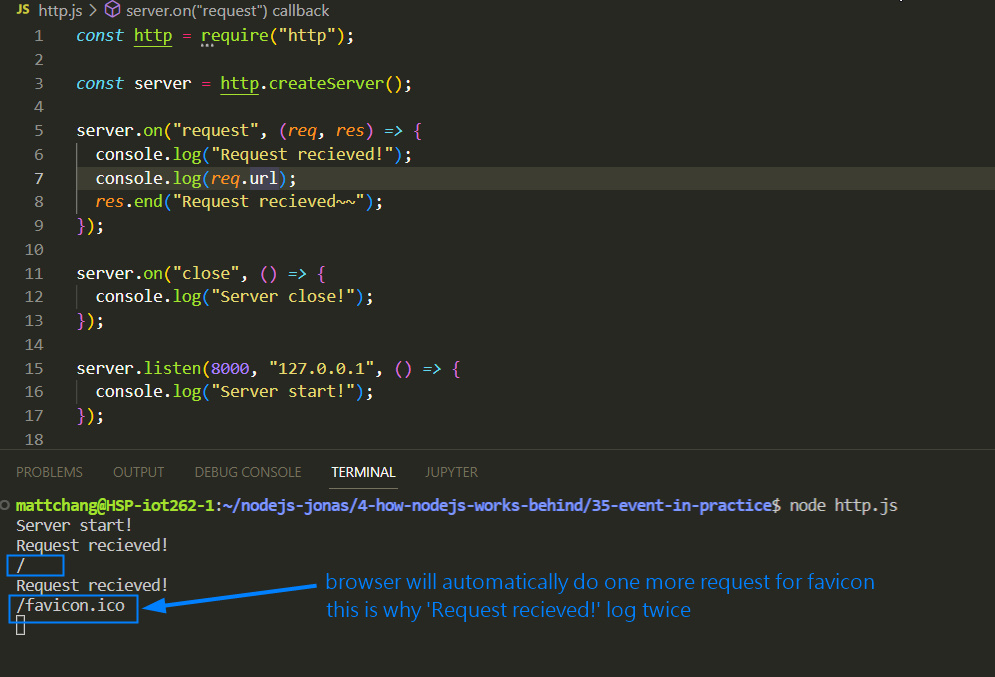 JS http.js > server.on("request") callback
1 const http = require("http");
2
3 const server = http.createServer();
4
5 server.on("request", (req, res) => {
6 console.log("Request recieved!");
7 console.log(req.url);
8 res.end("Request recieved~~");
9 });
10
11 server.on("close", () => {
12 console.log("Server close!");
13 });
14
15 server.listen(8000, "127.0.0.1", () => {
16 console.log("Server start!");
17 });
18
PROBLEMS OUTPUT DEBUG CONSOLE TERMINAL JUPYTER
mattchang@HSP-iot262-1:~/nodejs-jonas/4-how-nodejs-works-behind/35-event-in-practice$ node http.js
Server start!
Request recieved!
/
Request recieved!
/favicon.ico
browser will automatically do one more request for favicon
this is why 'Request recieved!' log twice